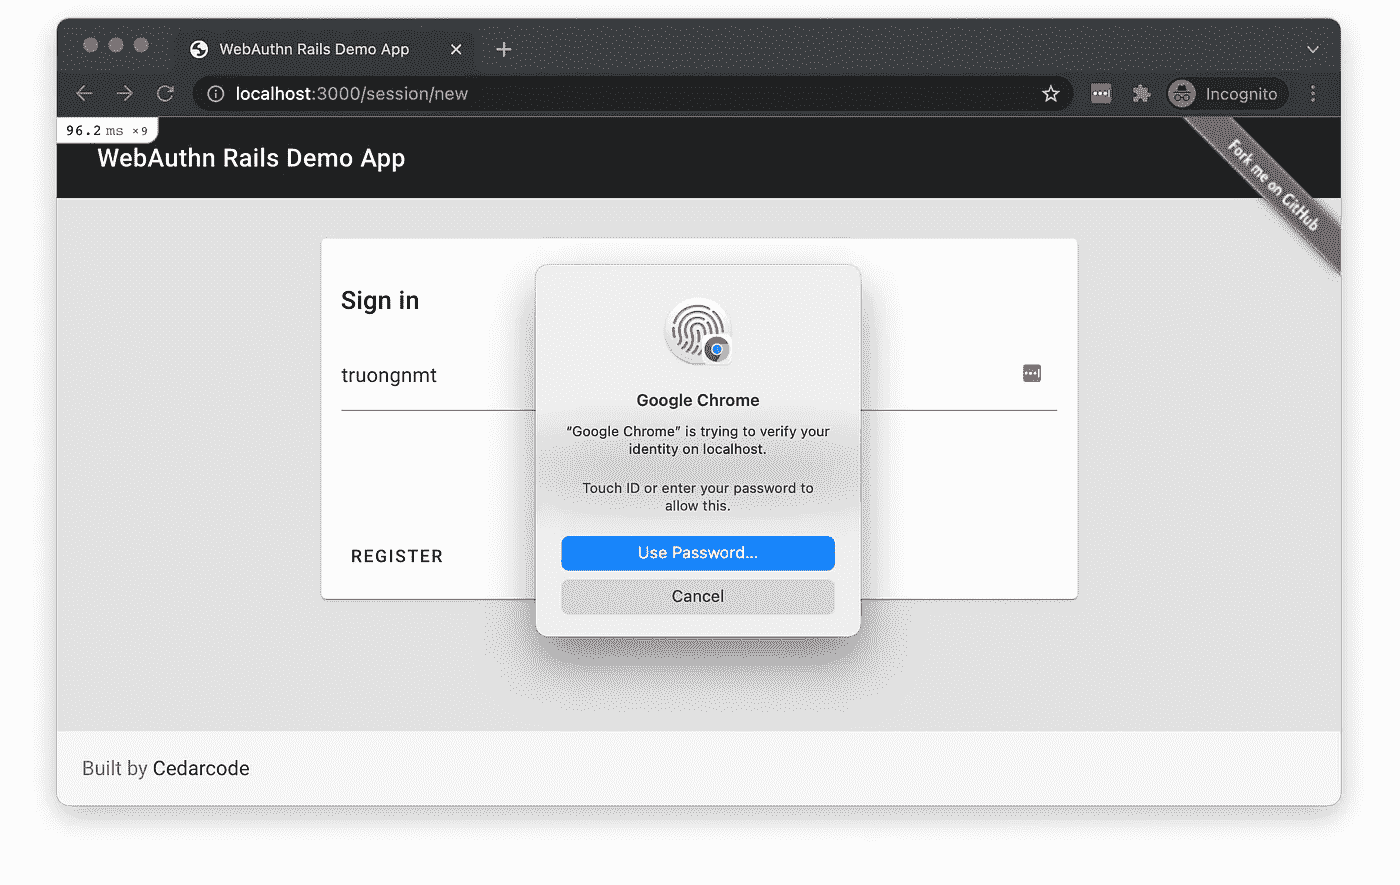 WebAuthn Rails Demo App
localhost:3000/session/new
Incognito
96.2 ms ×9
WebAuthn Rails Demo App
Fork me on GitHub
Sign in
truongnmt
REGISTER
Google Chrome
“Google Chrome” is trying to verify your
identity on localhost.
Touch ID or enter your password to
allow this.
Use Password...
Cancel
Built by Cedarcode